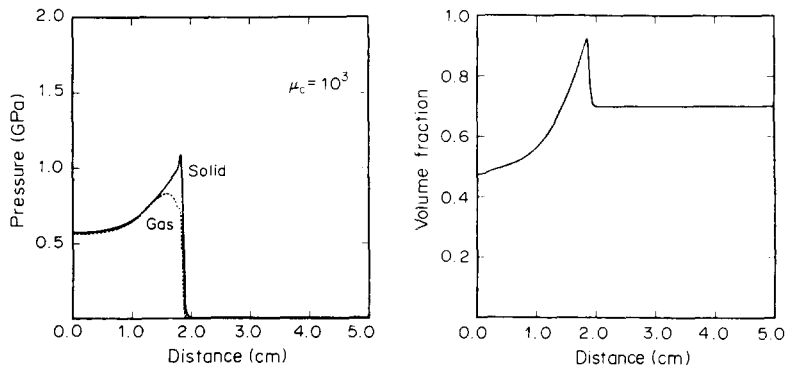 2.0
1.5
1.0
0.5
Pressure (GPa)
μc = 10³
Solid
Gas
0.0 1.0 2.0 3.0 4.0 5.0
Distance (cm)
1.0
0.8
0.6
0.4
0.2
Volume fraction
0.0 1.0 2.0 3.0 4.0 5.0
Distance (cm)